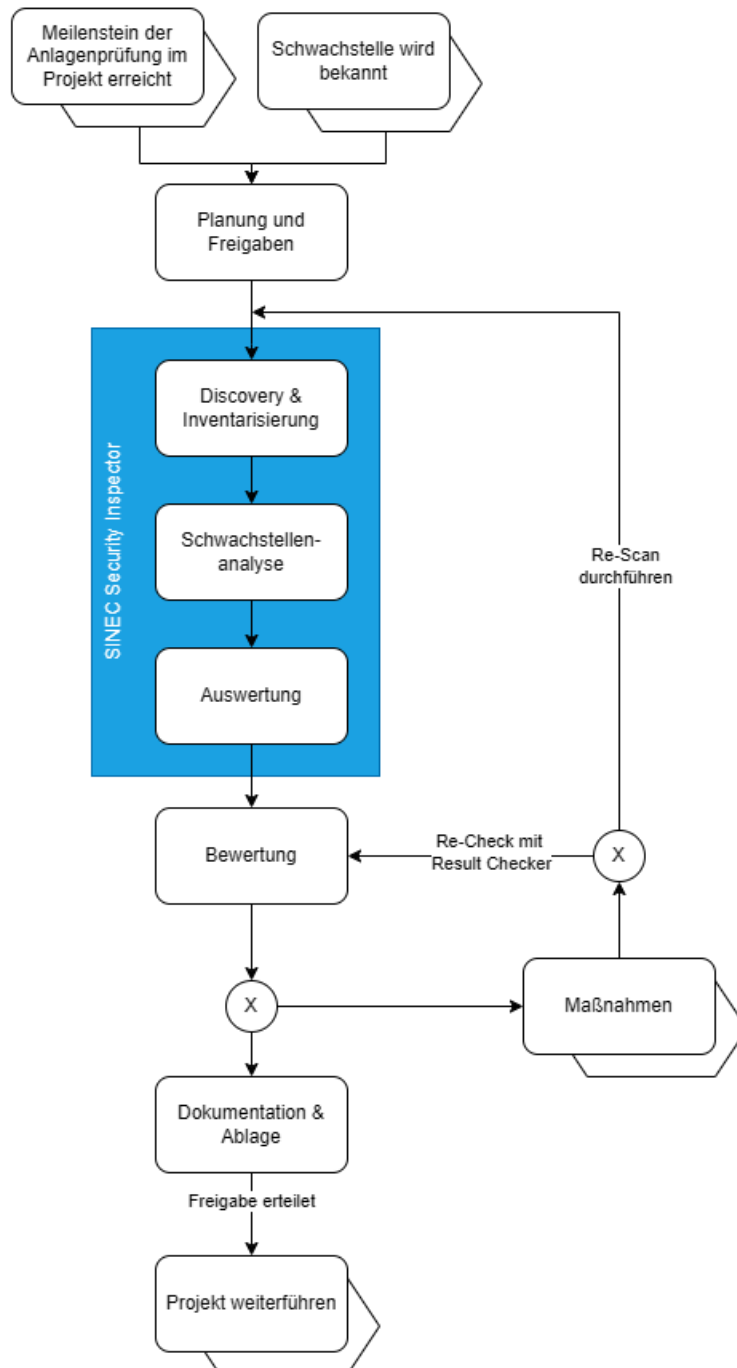 Meilenstein der
Anlagenprüfung im
Projekt erreicht
Schwachstelle wird
bekannt
Planung und
Freigaben
SINEC Security Inspector
Discovery &
Inventarisierung
Schwachstellen-
analyse
Auswertung
Re-Scan
durchführen
Bewertung
Re-Check mit
Result Checker
X
X
Maßnahmen
Dokumentation &
Ablage
Freigabe erteilet
Projekt weiterführen